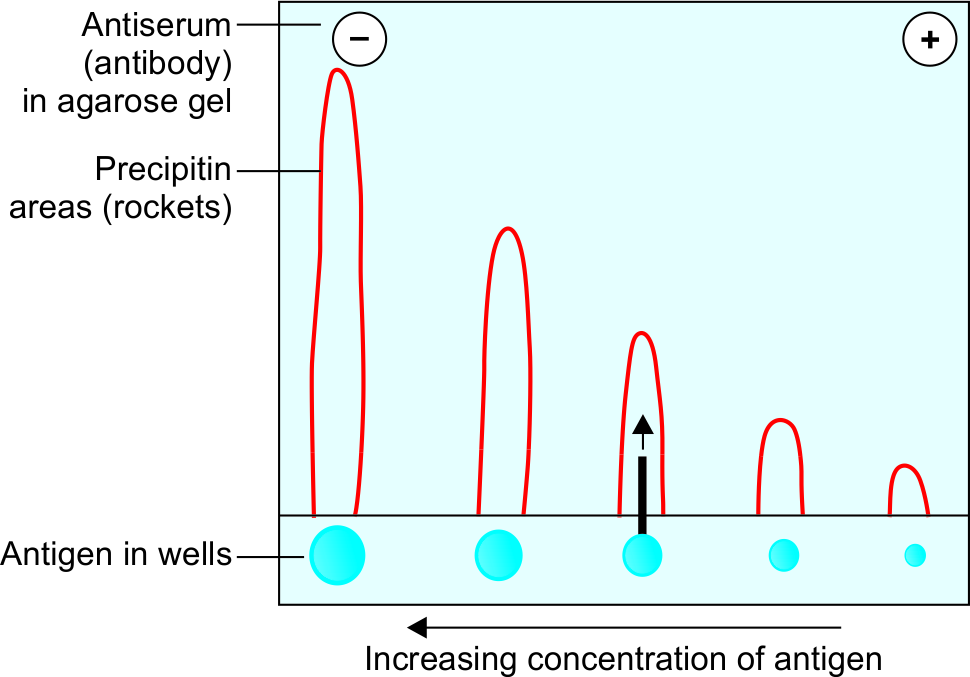 Antiserum
(antibody)
in agarose gel
−
+
Precipitin
areas (rockets)
Antigen in wells
Increasing concentration of antigen